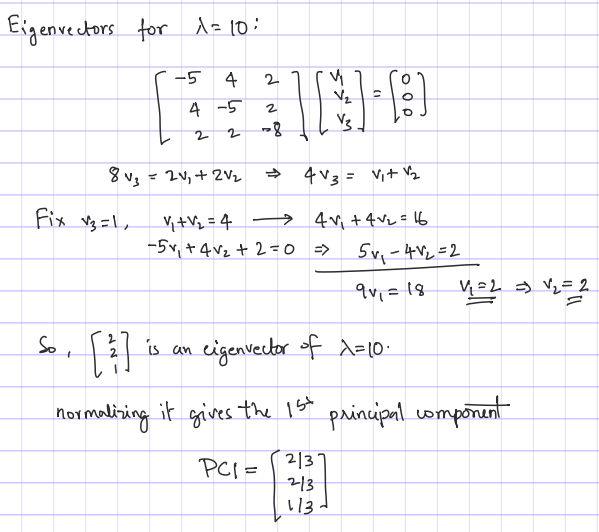 Eigenvectors for λ=10:
[-5 4 2; 4 -5 2; 2 2 -8] [v₁; v₂; v₃] = [0; 0; 0]
8v₃ = 2v₁+2v₂ ⇒ 4v₃ = v₁+v₂
Fix v₃=1, v₁+v₂=4 → 4v₁+4v₂=16
-5v₁+4v₂+2=0 ⇒ 5v₁-4v₂=2
9v₁=18 v₁=2 ⇒ v₂=2
So, [2; 2; 1] is an eigenvector of λ=10.
normalizing it gives the 1st principal component
PC1 = [2/3; 2/3; 1/3]